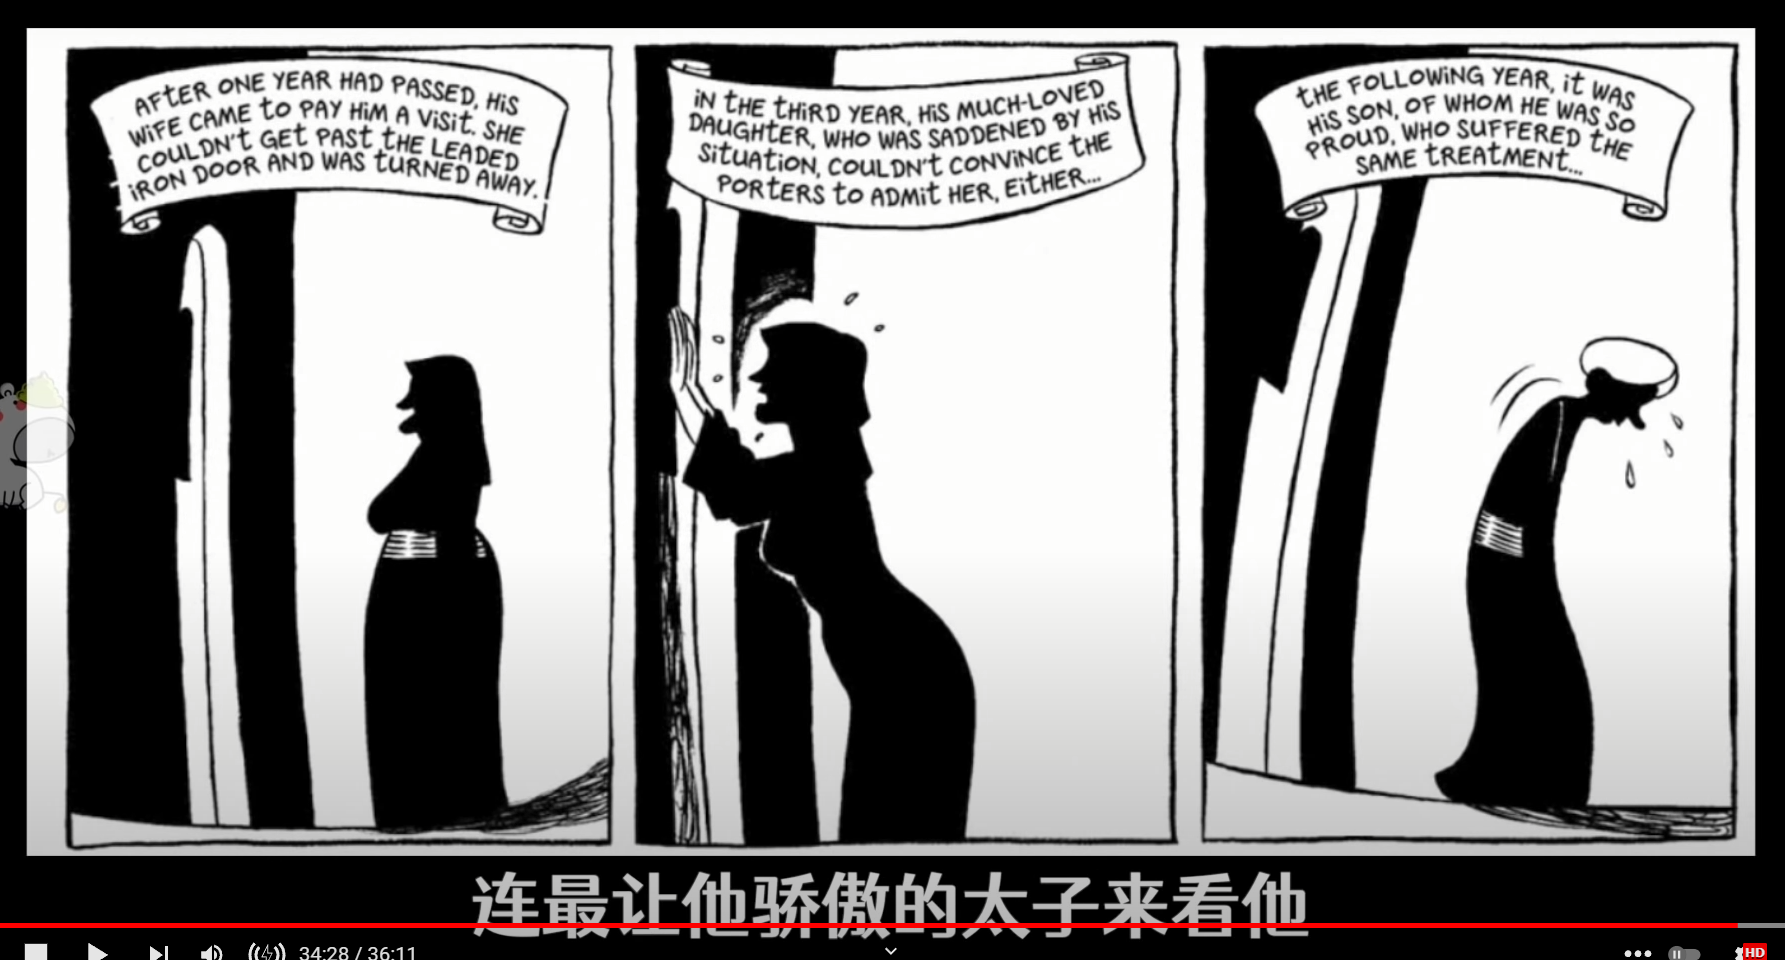 AFTER ONE YEAR HAD PASSED, HiS
WiFE CAME TO PAY HiM A ViSiT. SHE
COULDN'T GET PAST THE LEADED
iRON DOOR AND WAS TURNED AWAY.
iN THE THiRD YEAR, HiS MUCH-LOVED
DAUGHTER, WHO WAS SADDENED BY HiS
SiTUATiON, COULDN'T CONViNCE THE
PORTERS TO ADMiT HER, EiTHER...
THE FOLLOWiNG YEAR, iT WAS
HiS SON, OF WHOM HE WAS SO
PROUD, WHO SUFFERED THE
SAME TREATMENT...
连最让他骄傲的太子来看他
34:28 / 36:11
HD